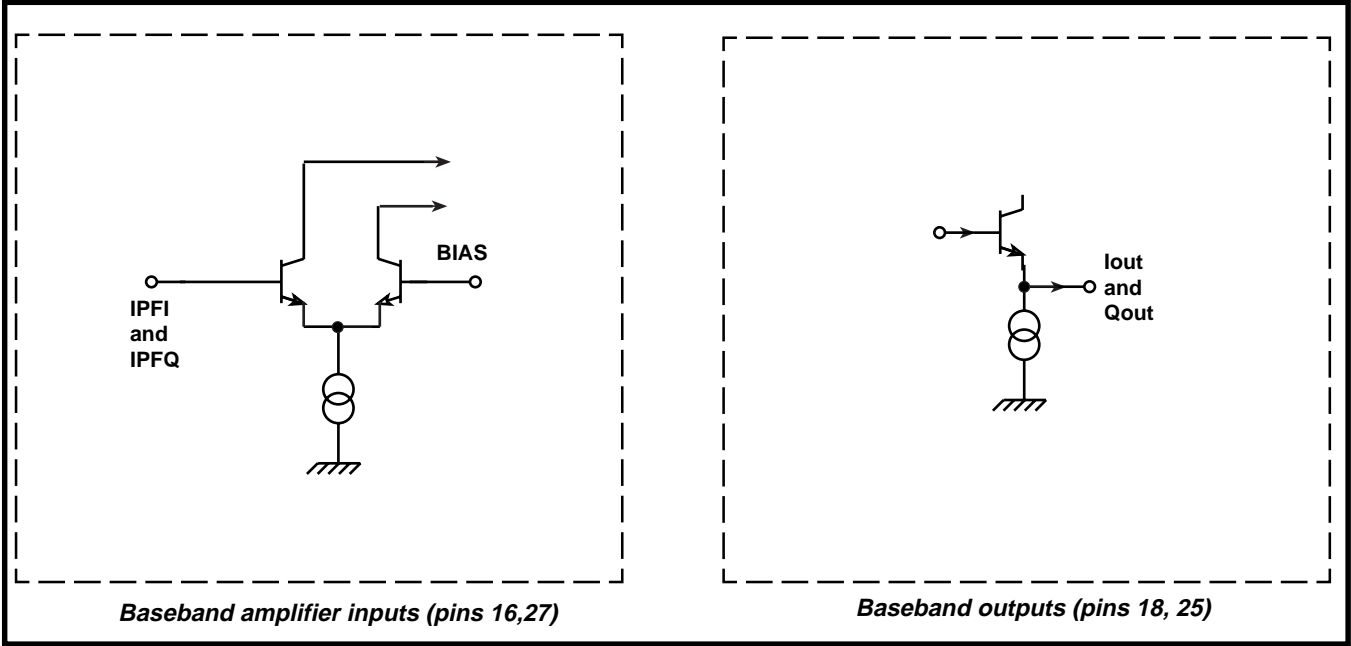 BIAS
IPFI
and
IPFQ
Baseband amplifier inputs (pins 16,27)
Iout
and
Qout
Baseband outputs (pins 18, 25)